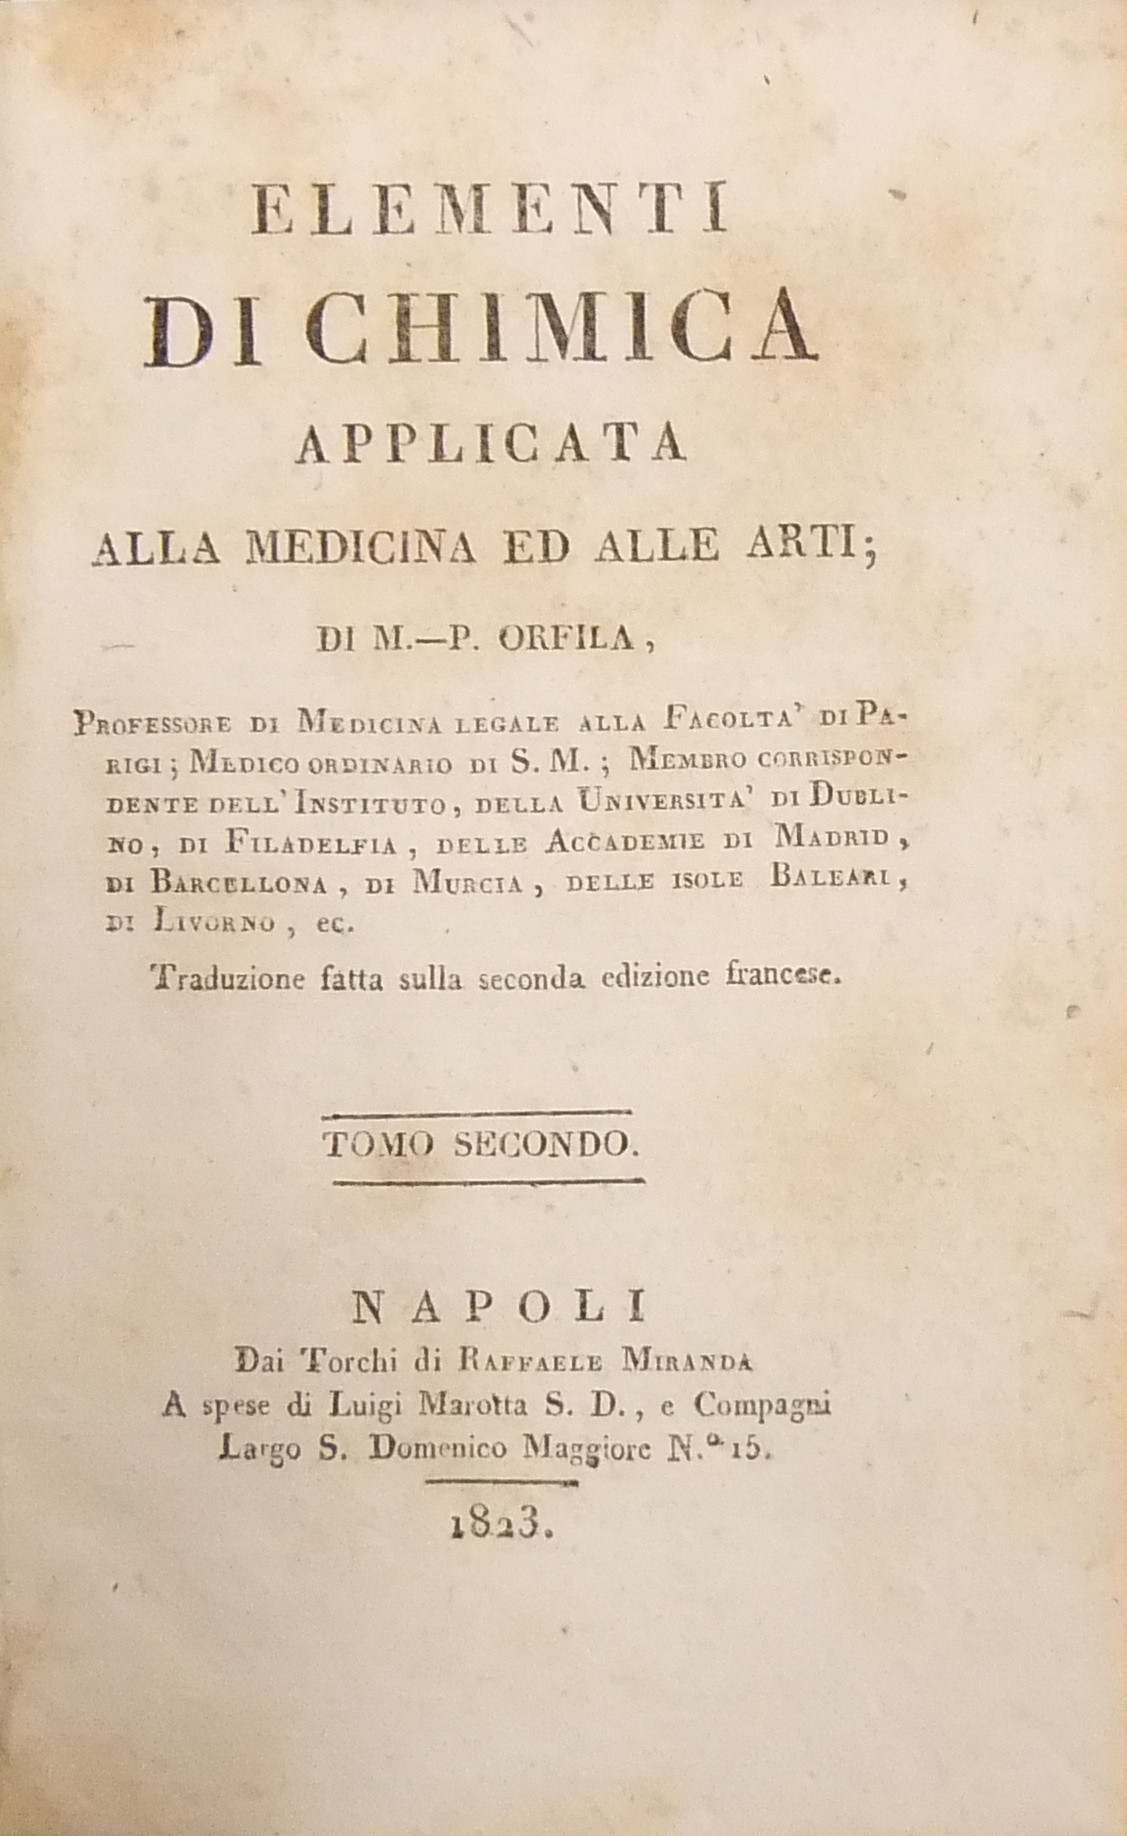 ELEMENTI
DI CHIMICA
APPLICATA
ALLA MEDICINA ED ALLE ARTI;
DI M.—P. ORFILA,
PROFESSORE DI MEDICINA LEGALE ALLA FACOLTA' DI PA-
RIGI; MEDICO ORDINARIO DI S. M.; MEMBRO CORRISPON-
DENTE DELL'INSTITUTO, DELLA UNIVERSITA' DI DUBLI-
NO, DI FILADELFIA, DELLE ACCADEMIE DI MADRID,
DI BARCELLONA, DI MURCIA, DELLE ISOLE BALEARI,
DI LIVORNO, ec.
Traduzione fatta sulla seconda edizione francese.
TOMO SECONDO.
NAPOLI
Dai Torchi di RAFFAELE MIRANDA
A spese di Luigi Marotta S. D., e Compagni
Largo S. Domenico Maggiore N.º 15.
1823.